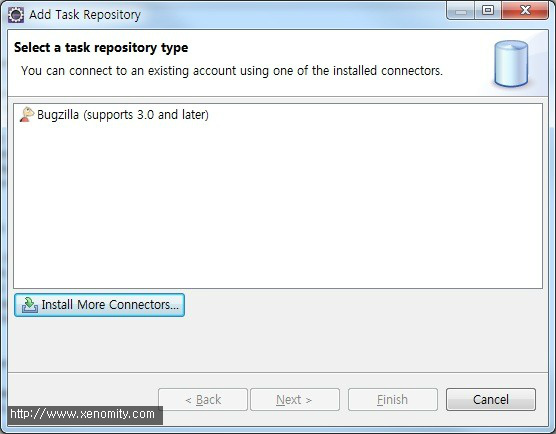 Add Task Repository
Select a task repository type
You can connect to an existing account using one of the installed connectors.
Bugzilla (supports 3.0 and later)
Install More Connectors...
< Back
Next >
Finish
Cancel
http://www.xenomity.com